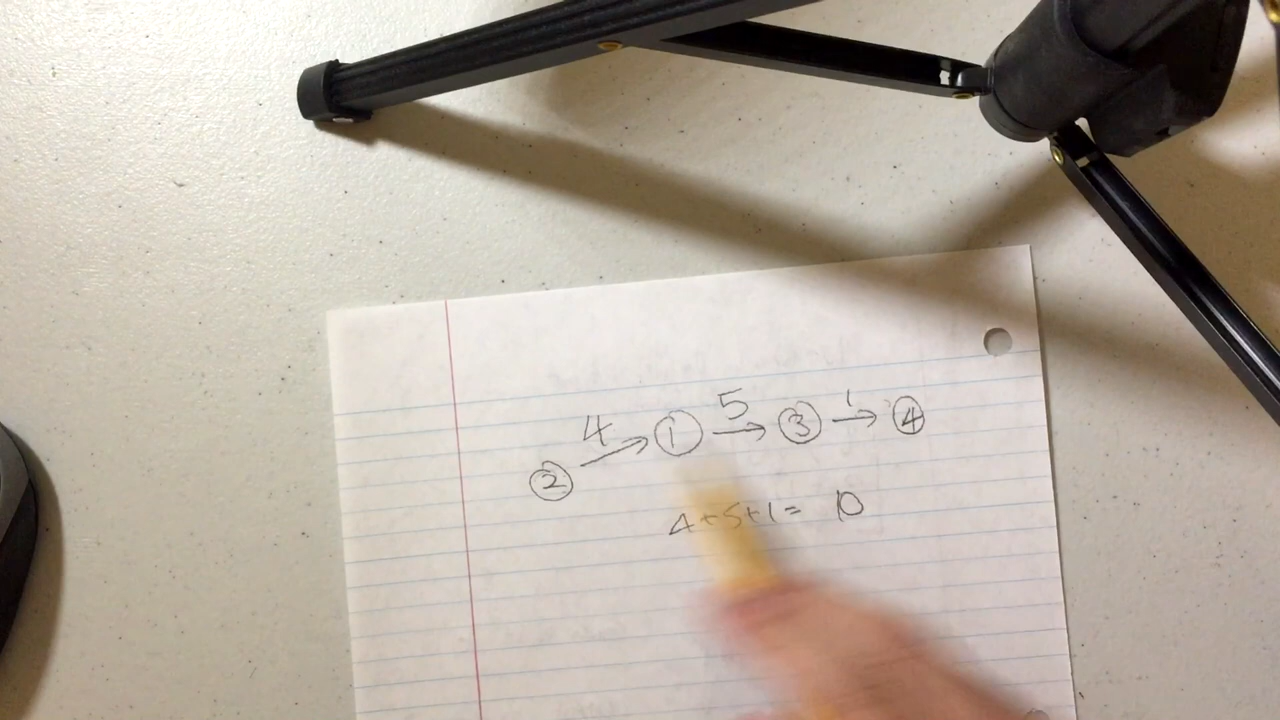 ② 4→ ① 5→ ③ 1→ ④
4+5+1= 10